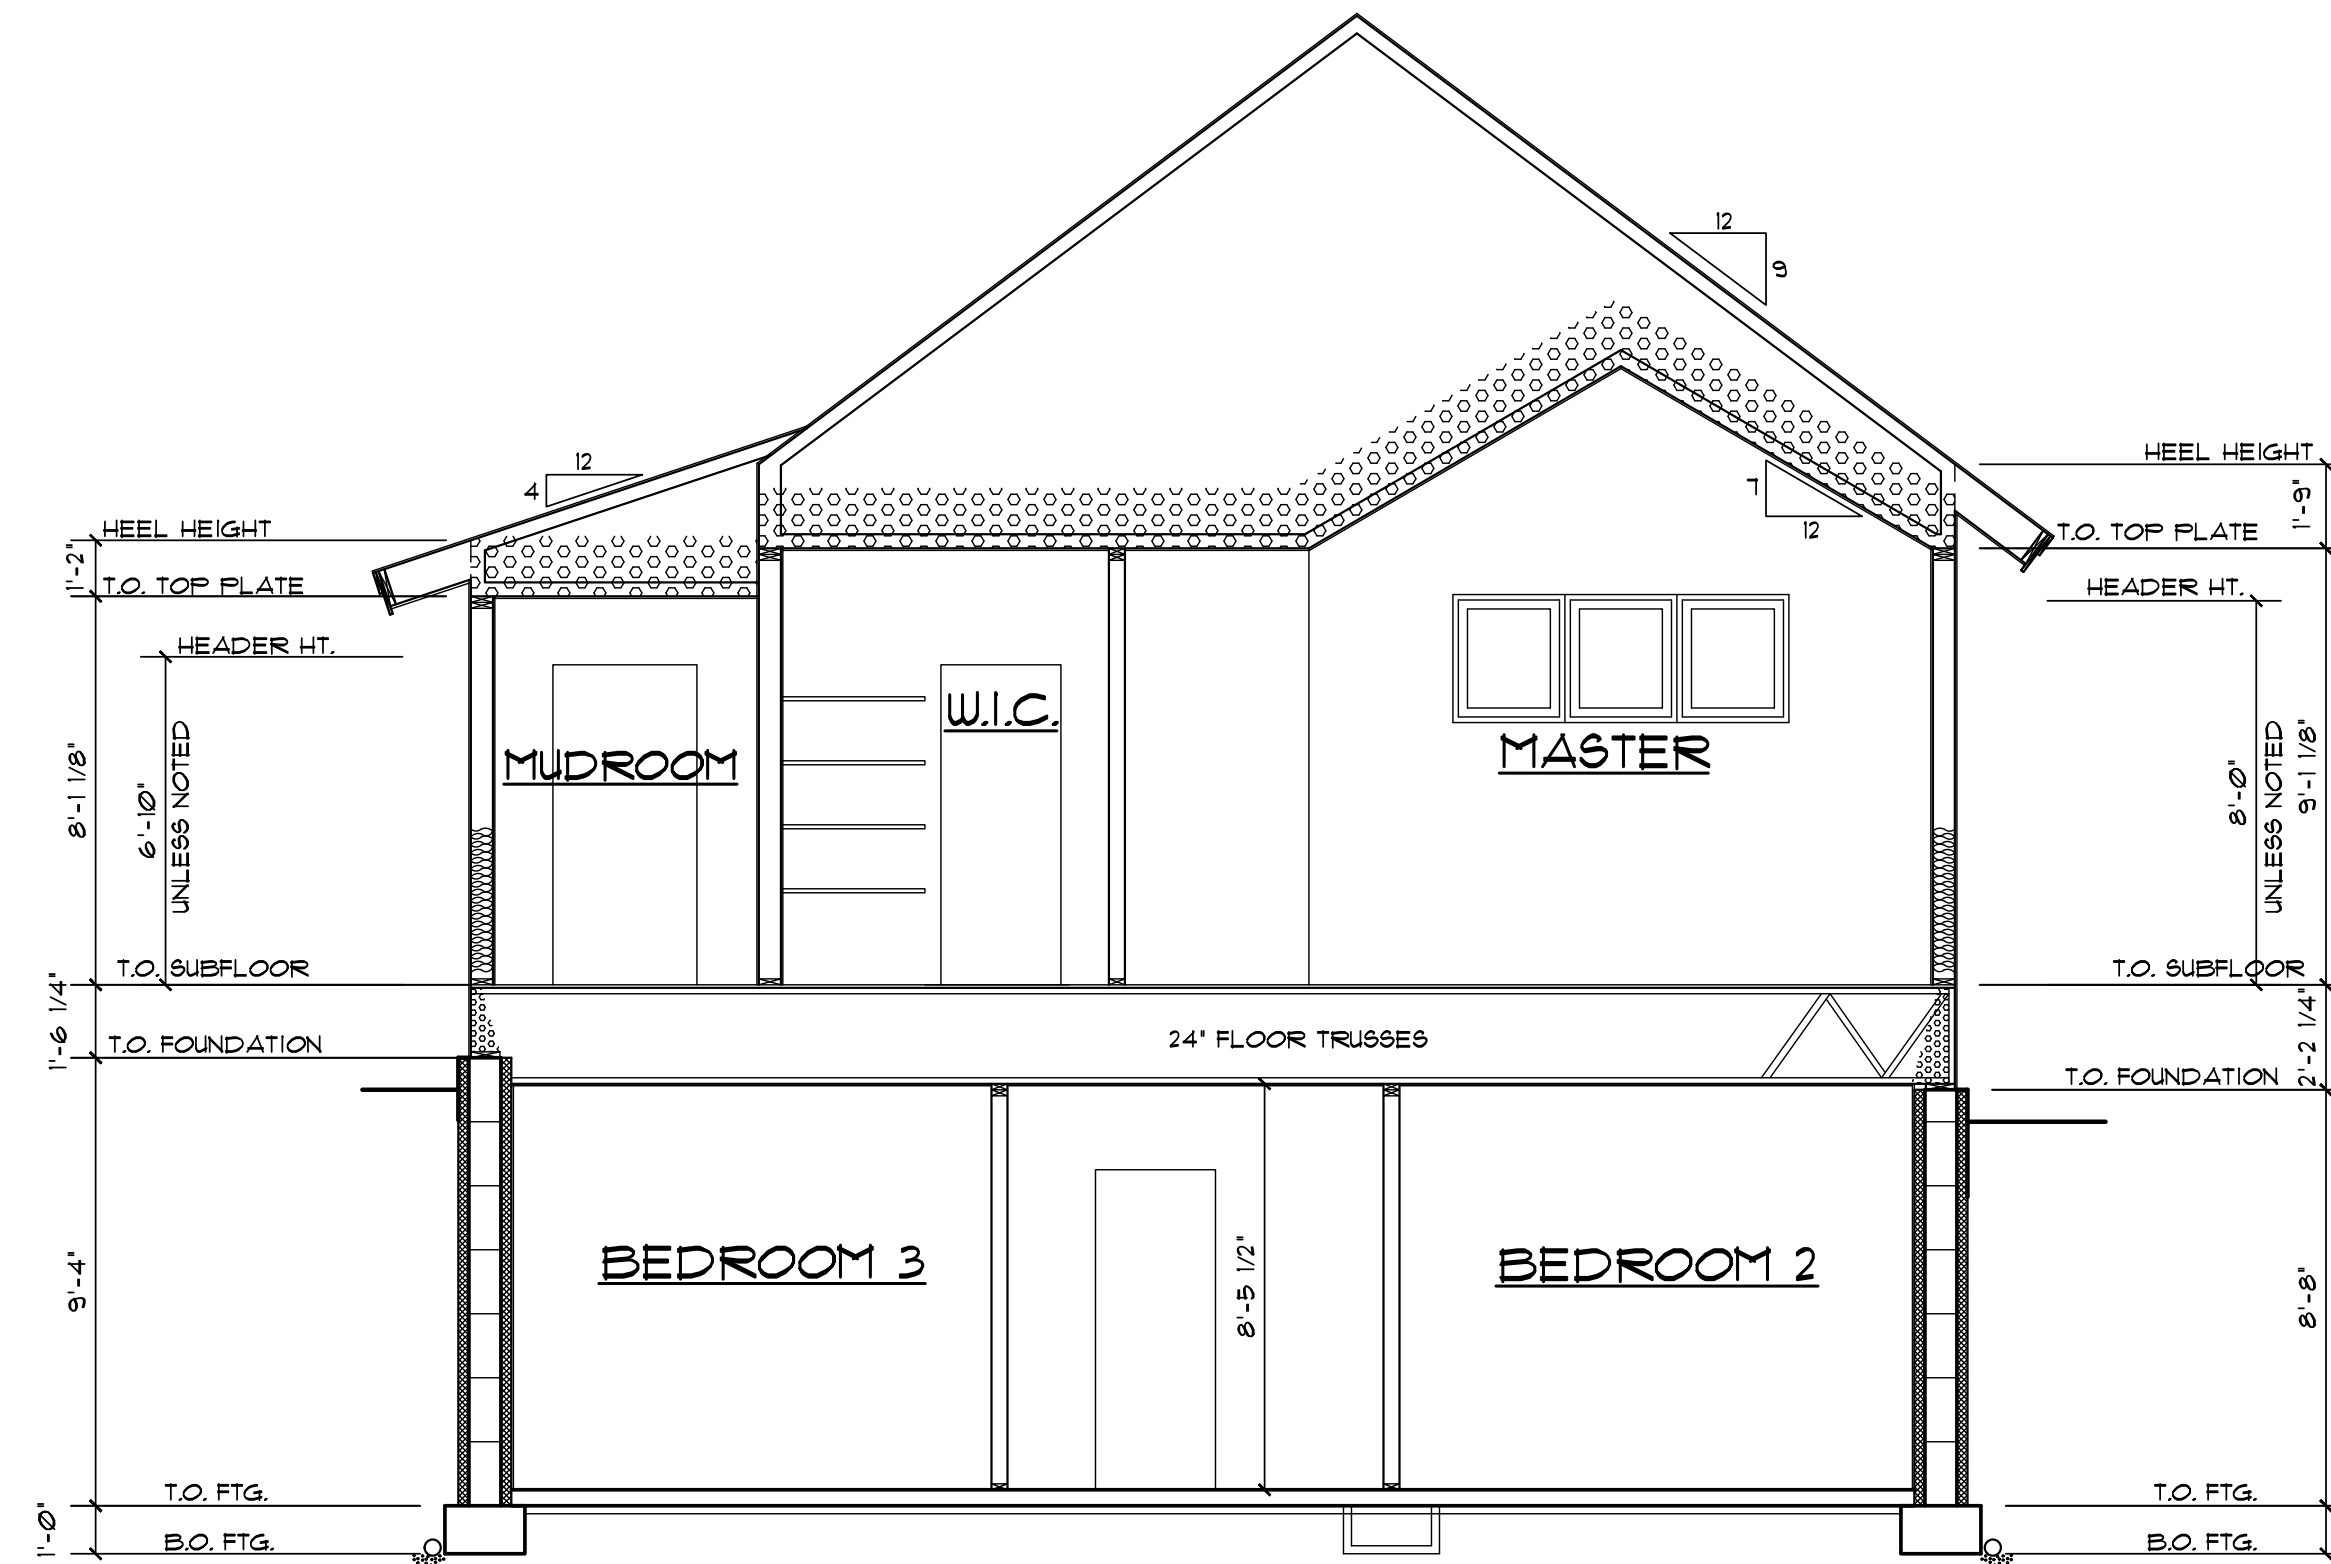 12
9
12
4
HEEL HEIGHT
1'-9"
7
12
HEEL HEIGHT
1'-2"
T.O. TOP PLATE
T.O. TOP PLATE
HEADER HT.
HEADER HT.
W.I.C.
MUDROOM
MASTER
8'-1 1/8"
6'-10"
UNLESS NOTED
8'-0"
UNLESS NOTED
9'-1 1/8"
T.O. SUBFLOOR
T.O. SUBFLOOR
1'-6 1/4"
24" FLOOR TRUSSES
2'-2 1/4"
T.O. FOUNDATION
T.O. FOUNDATION
9'-4"
BEDROOM 3
8'-5 1/2"
BEDROOM 2
8'-8"
T.O. FTG.
T.O. FTG.
1'-0"
B.O. FTG.
B.O. FTG.